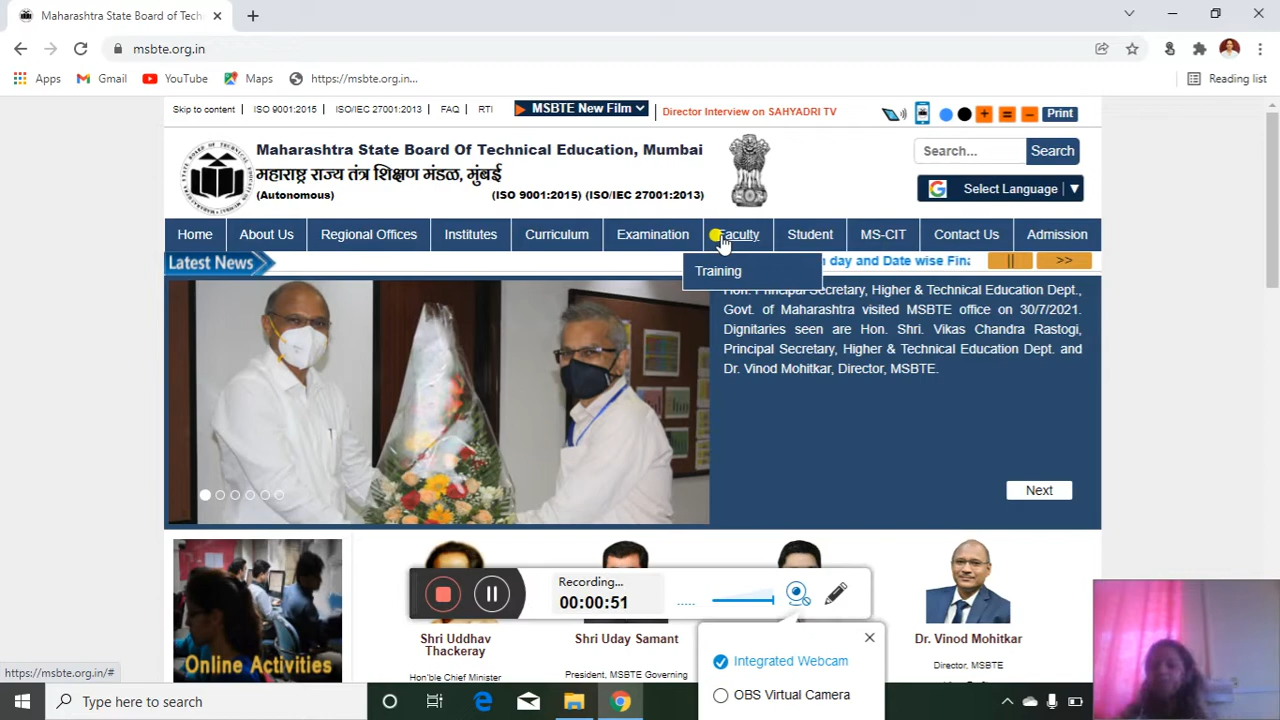 Maharashtra State Board of Tech
msbte.org.in
Apps
Gmail
YouTube
Maps
https://msbte.org.in...
Reading list
Skip to content
ISO 9001:2015
ISO/IEC 27001:2013
FAQ
RTI
MSBTE New Film
Director Interview on SAHYADRI TV
+
=
−
Print
Maharashtra State Board Of Technical Education, Mumbai
महाराष्ट्र राज्य तंत्र शिक्षण मंडळ, मुंबई
(Autonomous)
(ISO 9001:2015) (ISO/IEC 27001:2013)
Search...
Search
G Select Language ▼
Home
About Us
Regional Offices
Institutes
Curriculum
Examination
Faculty
Student
MS-CIT
Contact Us
Admission
Latest News
day and Date wise Fina
||
>>
Training
Hon. Principal Secretary, Higher & Technical Education Dept.,
Govt. of Maharashtra visited MSBTE office on 30/7/2021.
Dignitaries seen are Hon. Shri. Vikas Chandra Rastogi,
Principal Secretary, Higher & Technical Education Dept. and
Dr. Vinod Mohitkar, Director, MSBTE.
Next
Online Activities
Shri Uddhav
Thackeray
Hon'ble Chief Minister
Shri Uday Samant
President, MSBTE Governing
Dr. Vinod Mohitkar
Director, MSBTE
Recording...
00:00:51
Integrated Webcam
OBS Virtual Camera
https://msbte.org.in/#
Type here to search